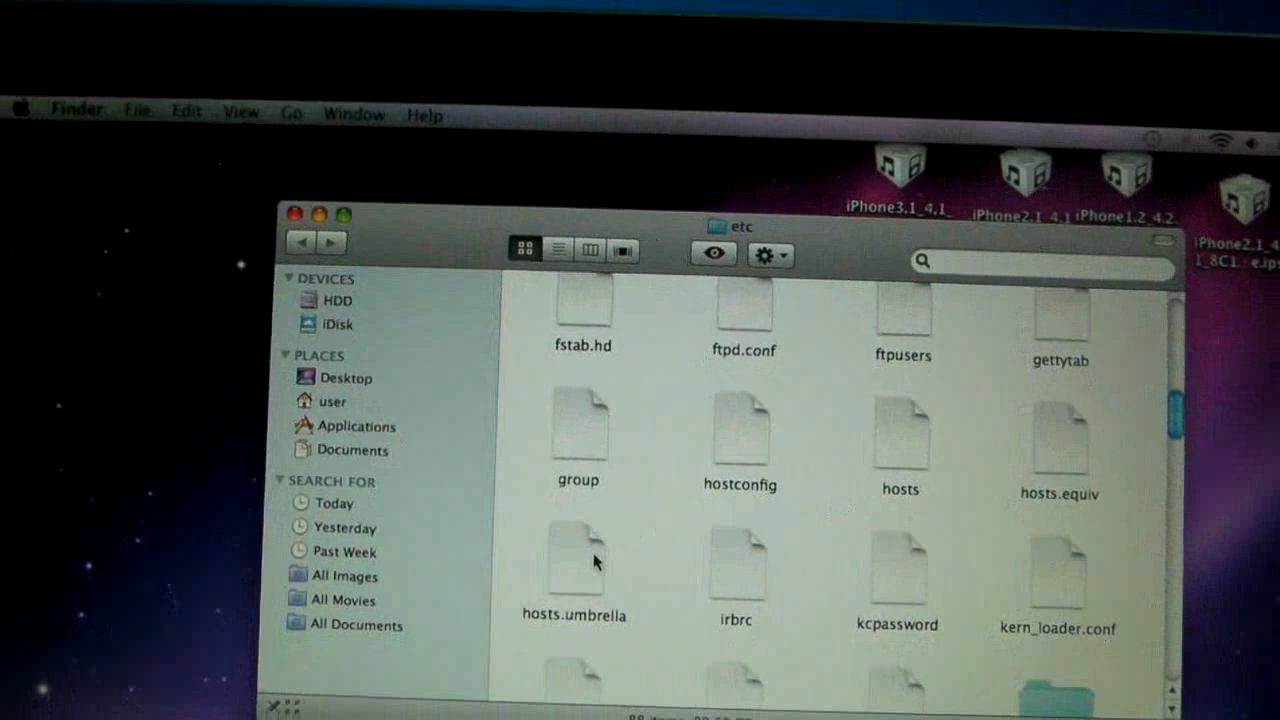 Finder File Edit View Go Window Help
iPhone3,1_4.1_
iPhone2,1_4.1
iPhone1,2_4.2
iPhone2,1_4
etc
DEVICES
HDD
iDisk
PLACES
Desktop
user
Applications
Documents
SEARCH FOR
Today
Yesterday
Past Week
All Images
All Movies
All Documents
fstab.hd ftpd.conf ftpusers gettytab
group hostconfig hosts hosts.equiv
hosts.umbrella irbrc kcpassword kern_loader.conf